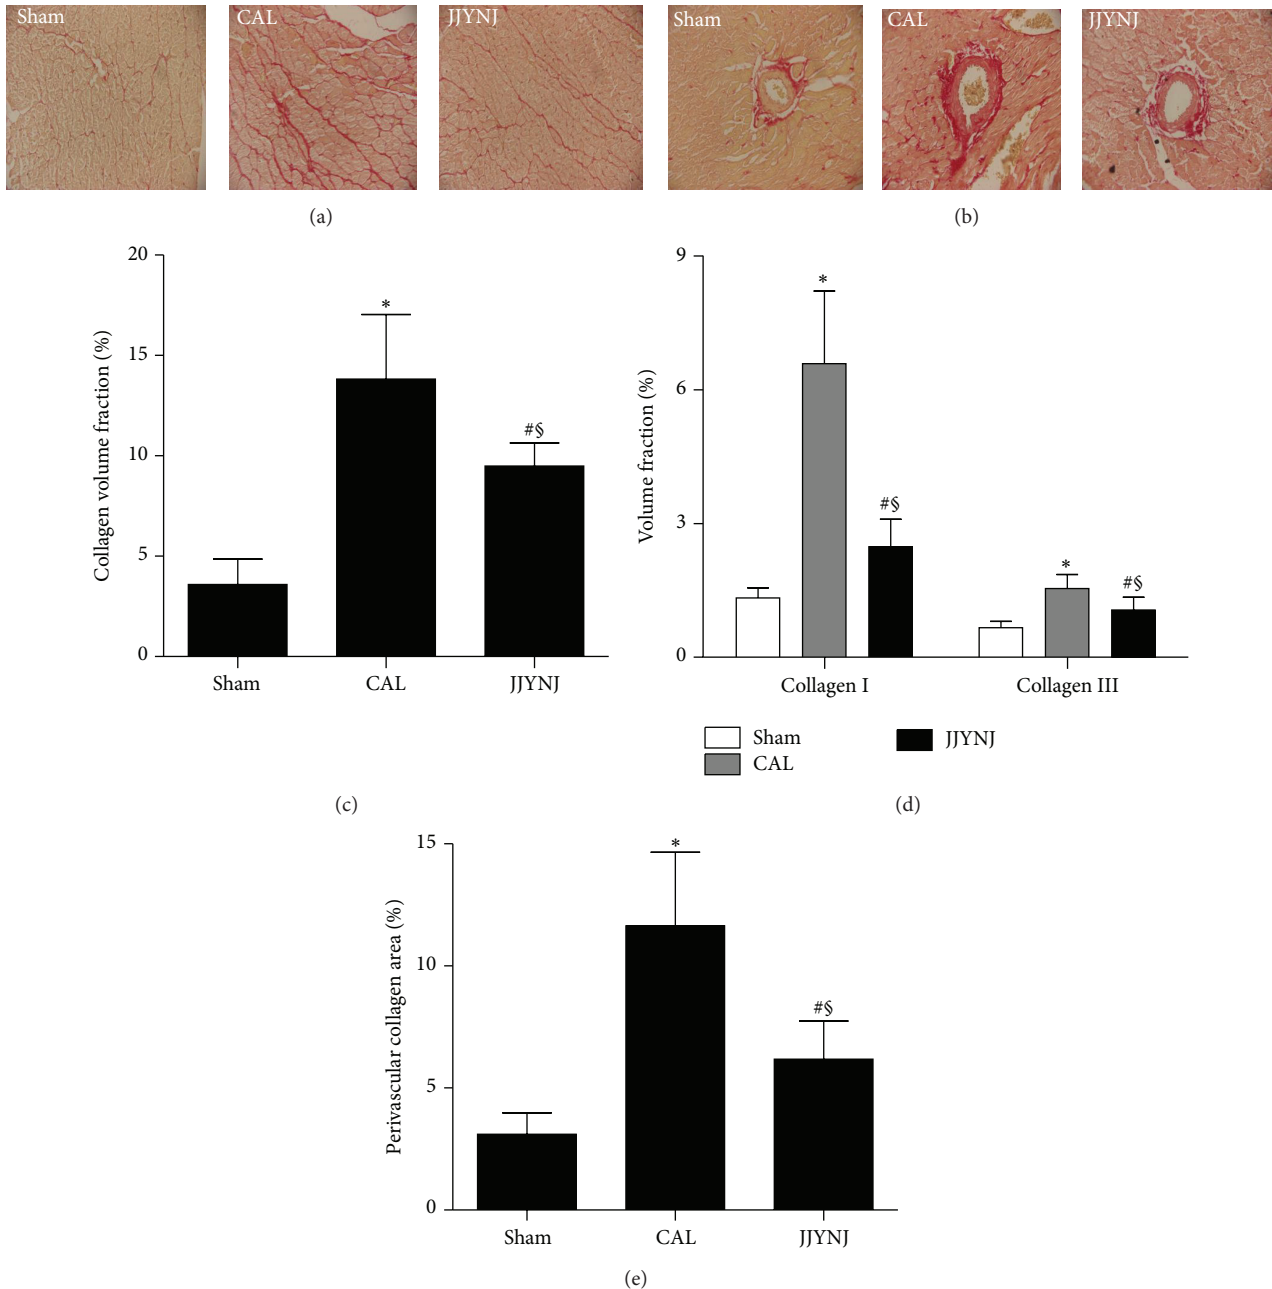 Sham CAL JJYNJ Sham CAL JJYNJ
(a) (b)
Collagen volume fraction (%)
20
15
10
5
0
*
#§
Sham CAL JJYNJ
(c)
Volume fraction (%)
9
6
3
0
*
#§
*
#§
Collagen I Collagen III
Sham JJYNJ
CAL
(d)
Perivascular collagen area (%)
15
10
5
0
*
#§
Sham CAL JJYNJ
(e)